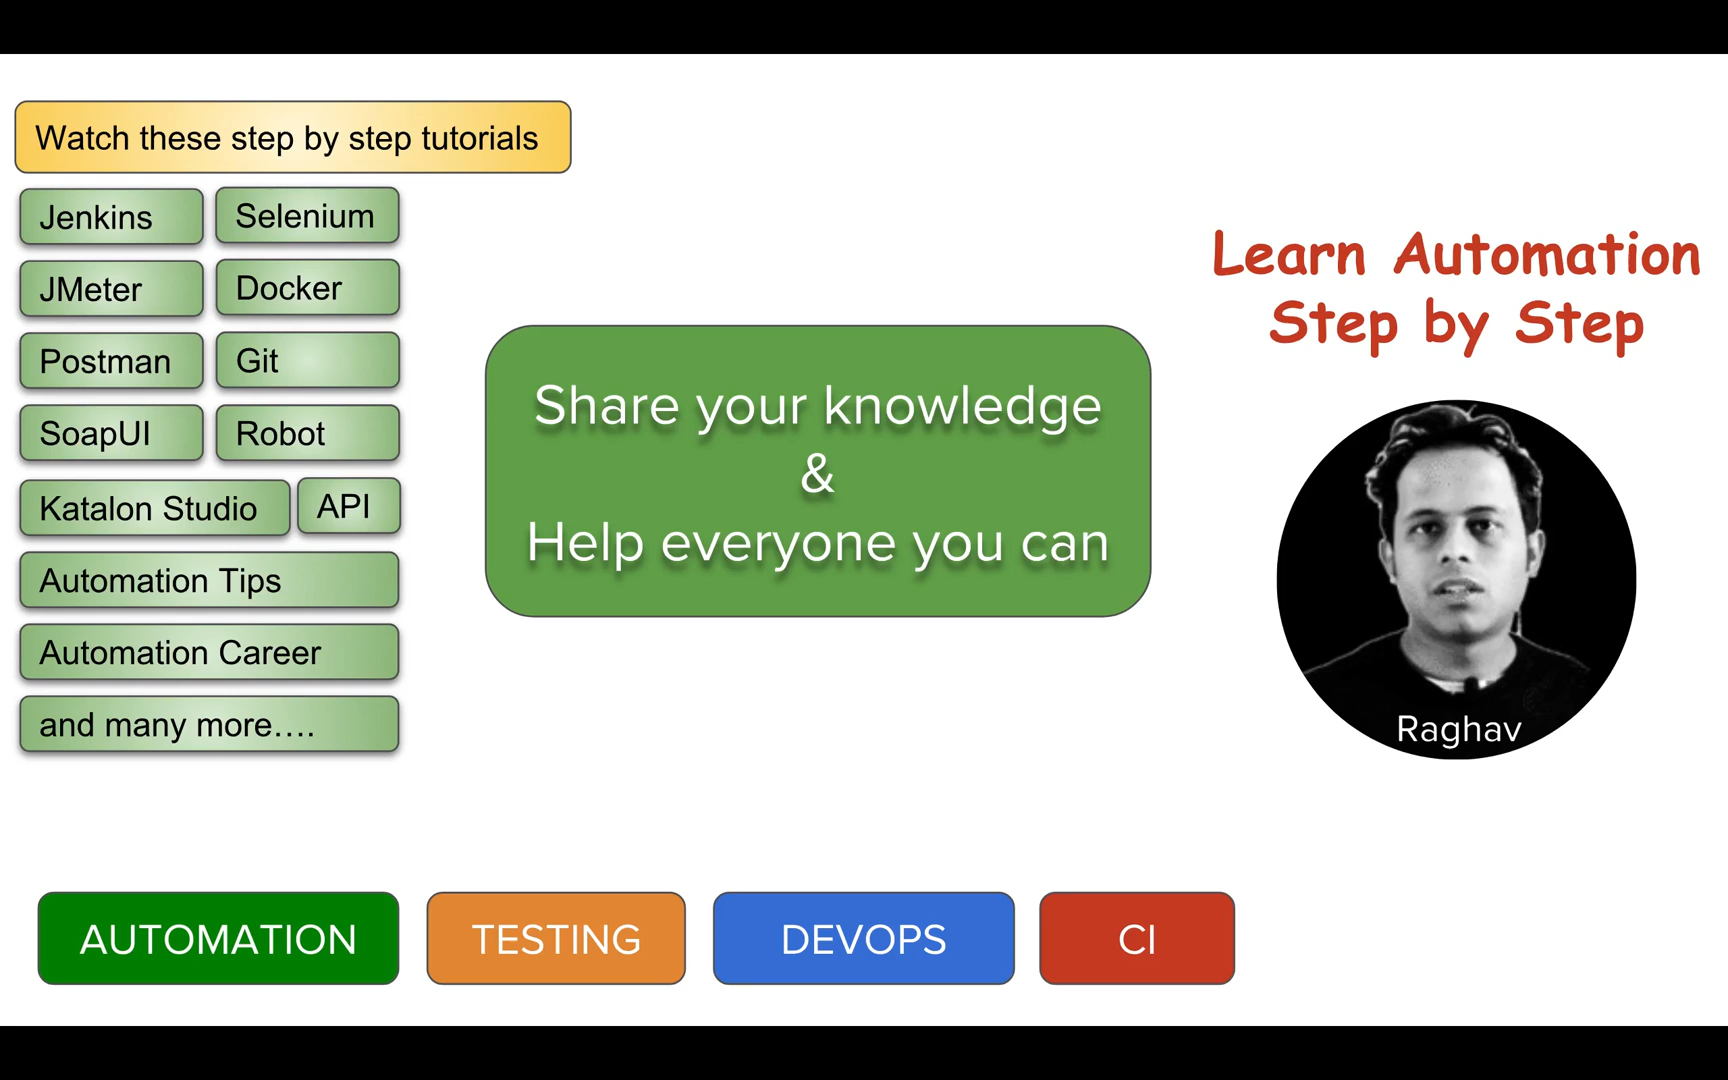 Watch these step by step tutorials
Jenkins
Selenium
JMeter
Docker
Postman
Git
SoapUI
Robot
Katalon Studio
API
Automation Tips
Automation Career
and many more....
Share your knowledge
&
Help everyone you can
Learn Automation
Step by Step
Raghav
AUTOMATION
TESTING
DEVOPS
CI